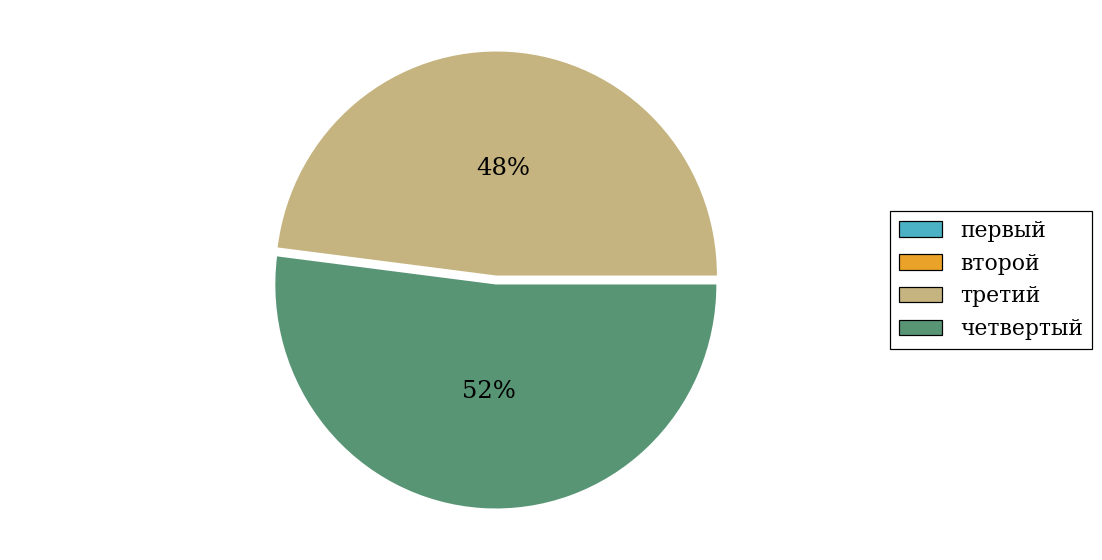 48%
52%
первый
второй
третий
четвертый